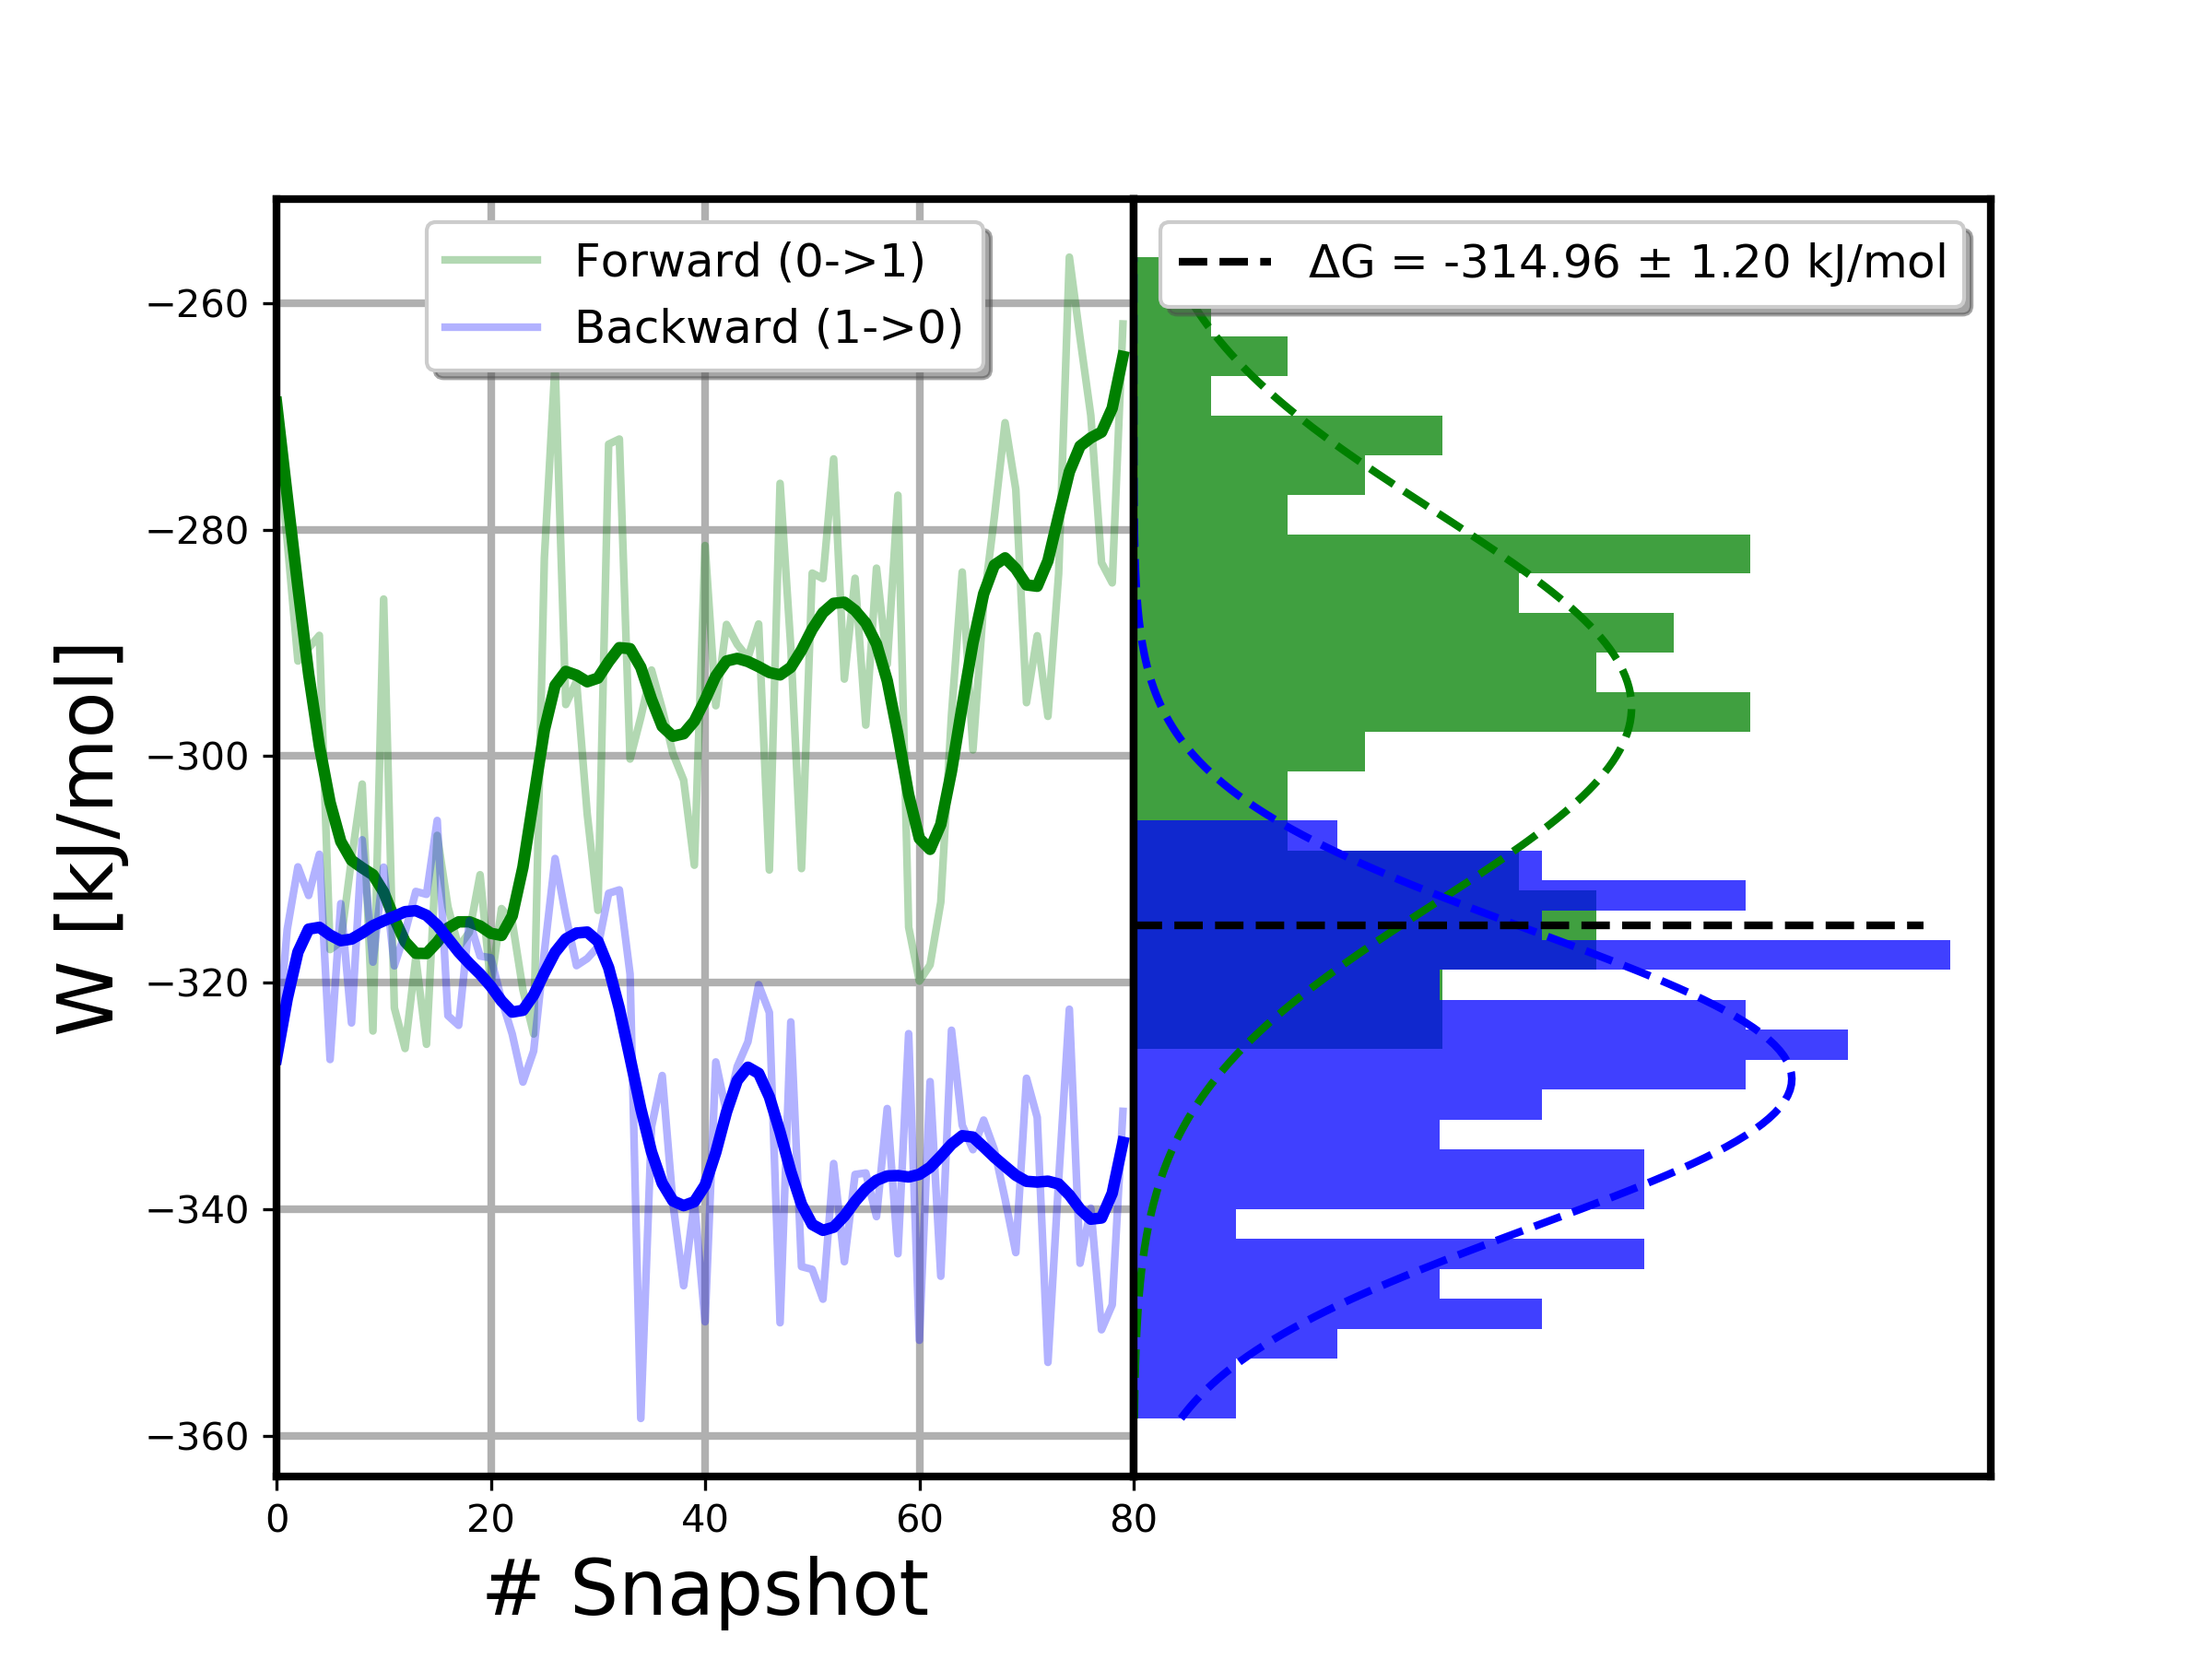 Forward (0->1)
Backward (1->0)
ΔG = -314.96 ± 1.20 kJ/mol
W [kJ/mol]
−260
−280
−300
−320
−340
−360
0 20 40 60 80
# Snapshot